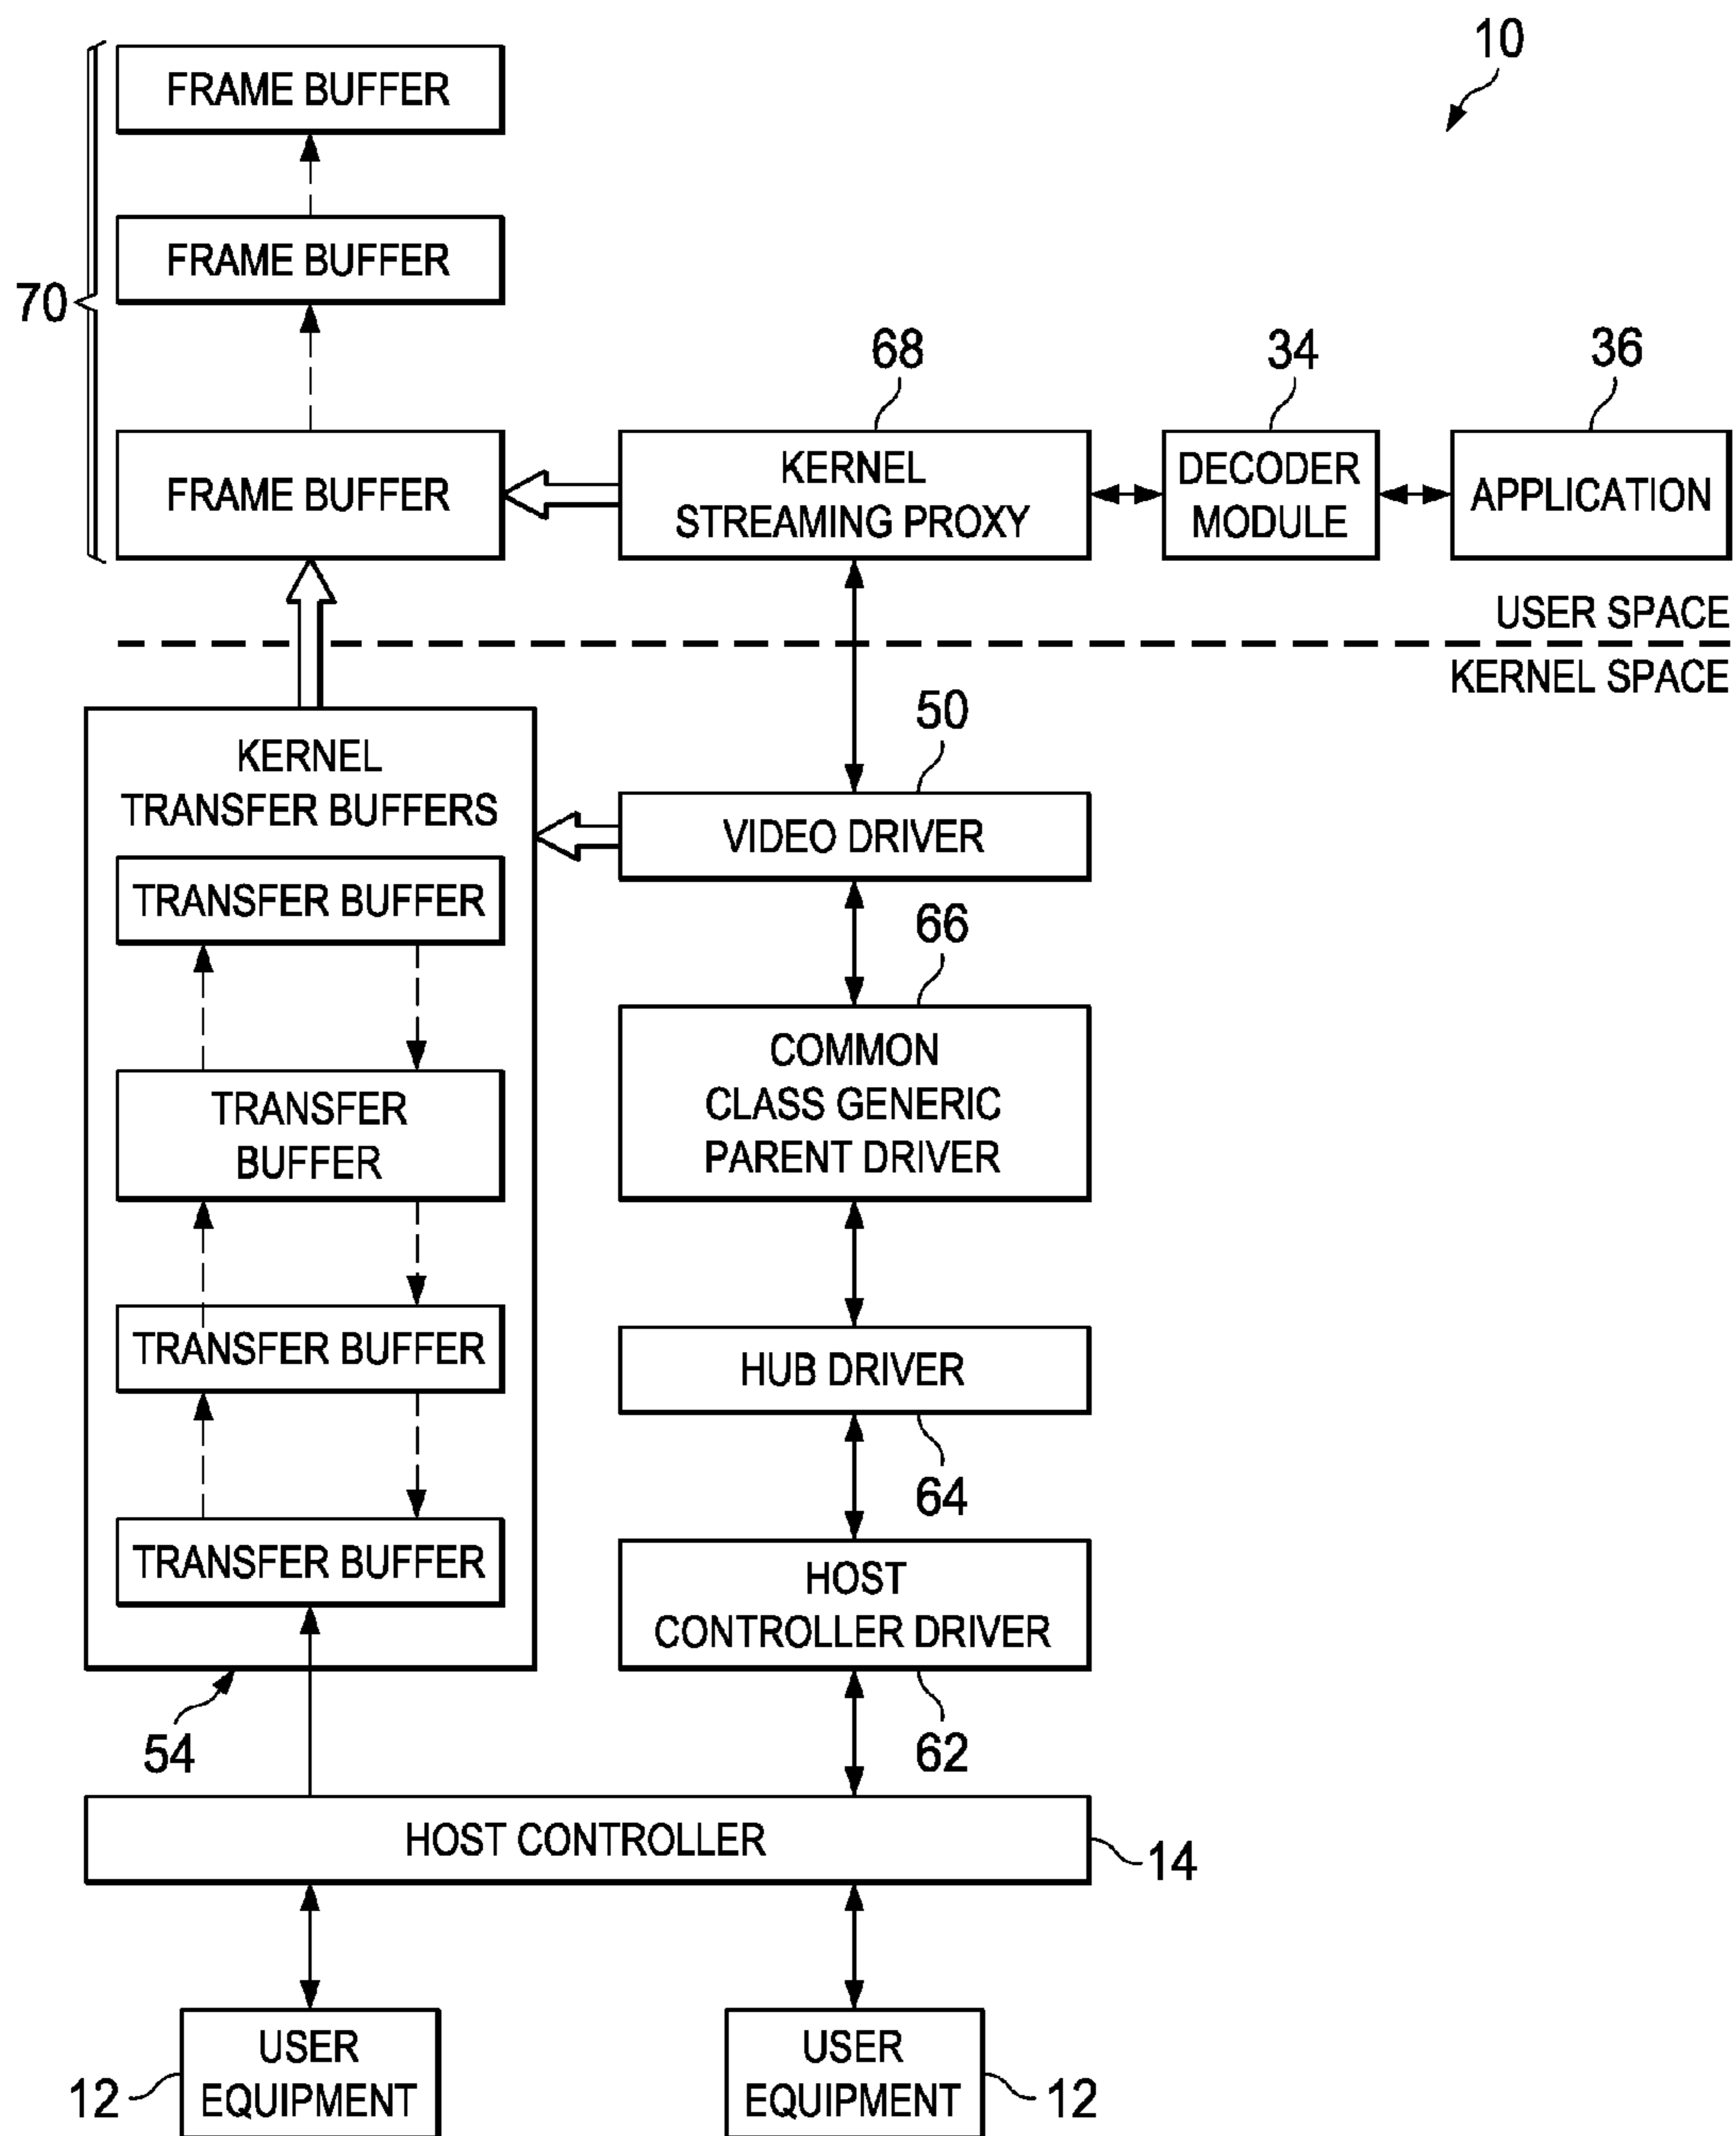 10
FRAME BUFFER
FRAME BUFFER
70
68
34
36
FRAME BUFFER
KERNEL
STREAMING PROXY
DECODER
MODULE
APPLICATION
USER SPACE
KERNEL SPACE
50
KERNEL
TRANSFER BUFFERS
VIDEO DRIVER
TRANSFER BUFFER
66
COMMON
CLASS GENERIC
PARENT DRIVER
TRANSFER
BUFFER
TRANSFER BUFFER
HUB DRIVER
64
TRANSFER BUFFER
HOST
CONTROLLER DRIVER
54
62
HOST CONTROLLER
14
USER
EQUIPMENT
12
USER
EQUIPMENT
12